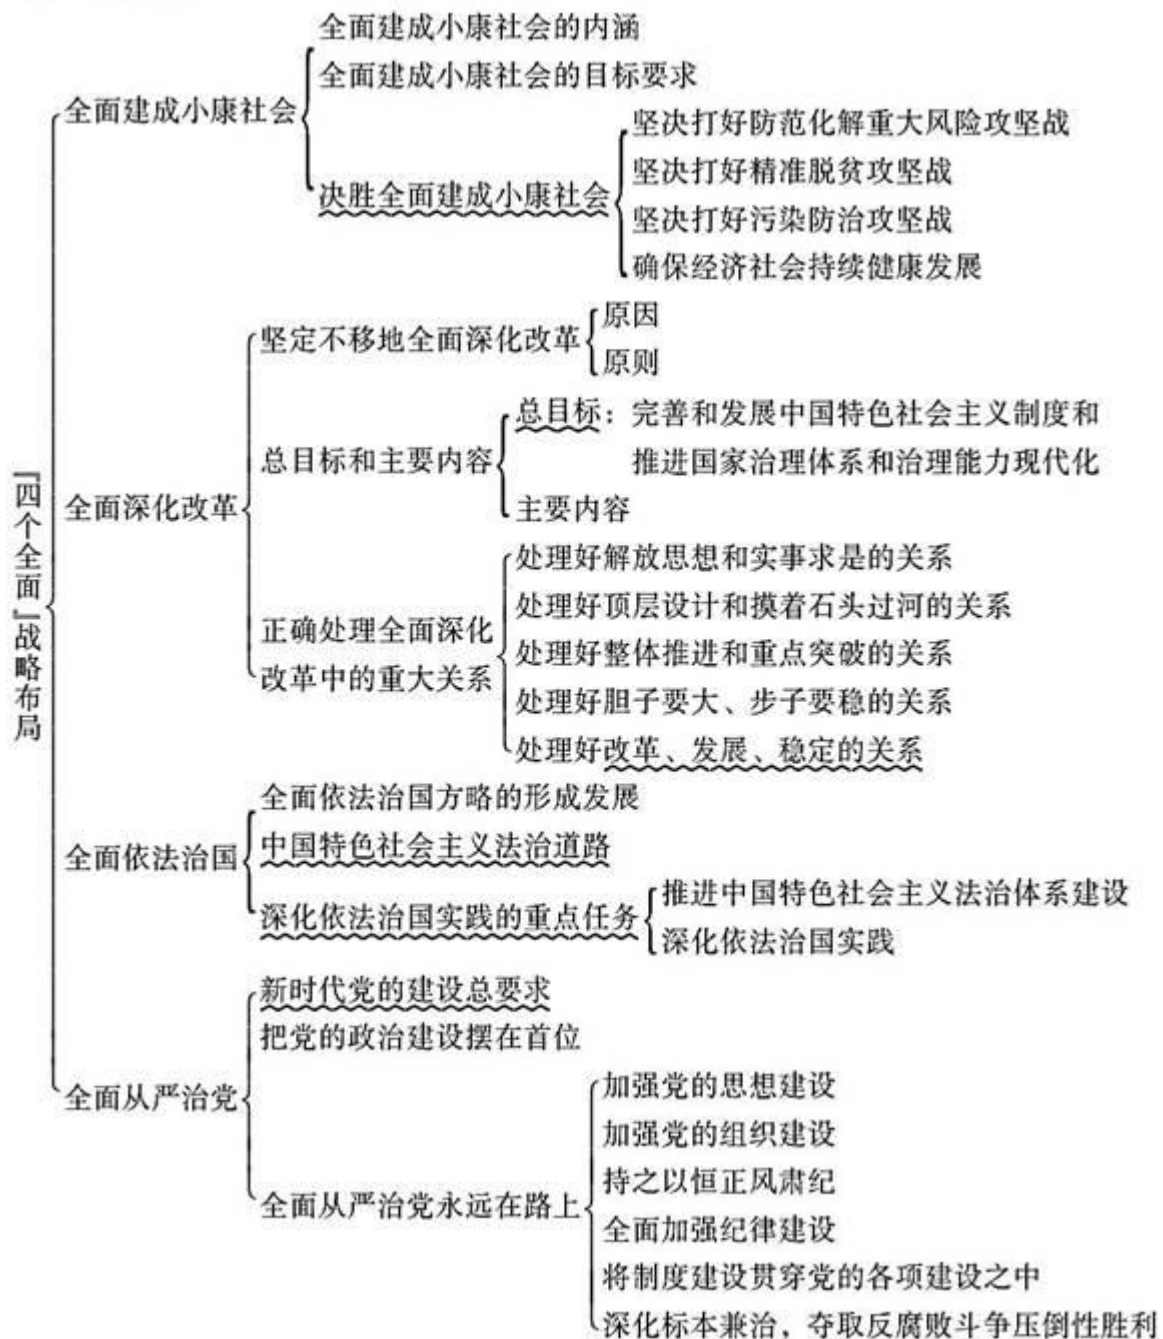 全面建成小康社会的内涵
全面建成小康社会的目标要求
全面建成小康社会
坚决打好防范化解重大风险攻坚战
坚决打好精准脱贫攻坚战
决胜全面建成小康社会
坚决打好污染防治攻坚战
确保经济社会持续健康发展
原因
坚定不移地全面深化改革
原则
总目标：完善和发展中国特色社会主义制度和
推进国家治理体系和治理能力现代化
总目标和主要内容
主要内容
『四个全面』战略布局
全面深化改革
处理好解放思想和实事求是的关系
处理好顶层设计和摸着石头过河的关系
正确处理全面深化
改革中的重大关系
处理好整体推进和重点突破的关系
处理好胆子要大、步子要稳的关系
处理好改革、发展、稳定的关系
全面依法治国方略的形成发展
全面依法治国
中国特色社会主义法治道路
深化依法治国实践的重点任务
推进中国特色社会主义法治体系建设
深化依法治国实践
新时代党的建设总要求
把党的政治建设摆在首位
全面从严治党
加强党的思想建设
加强党的组织建设
持之以恒正风肃纪
全面从严治党永远在路上
全面加强纪律建设
将制度建设贯穿党的各项建设之中
深化标本兼治，夺取反腐败斗争压倒性胜利